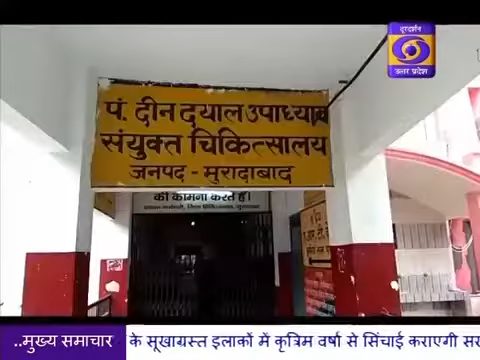 दूरदर्शन
उत्तर प्रदेश
पं. दीन दयाल उपाध्याय
संयुक्त चिकित्सालय
जनपद - मुरादाबाद
की कामना करते हैं।
..मुख्य समाचार के सूखाग्रस्त इलाकों में कृत्रिम वर्षा से सिंचाई कराएगी सर